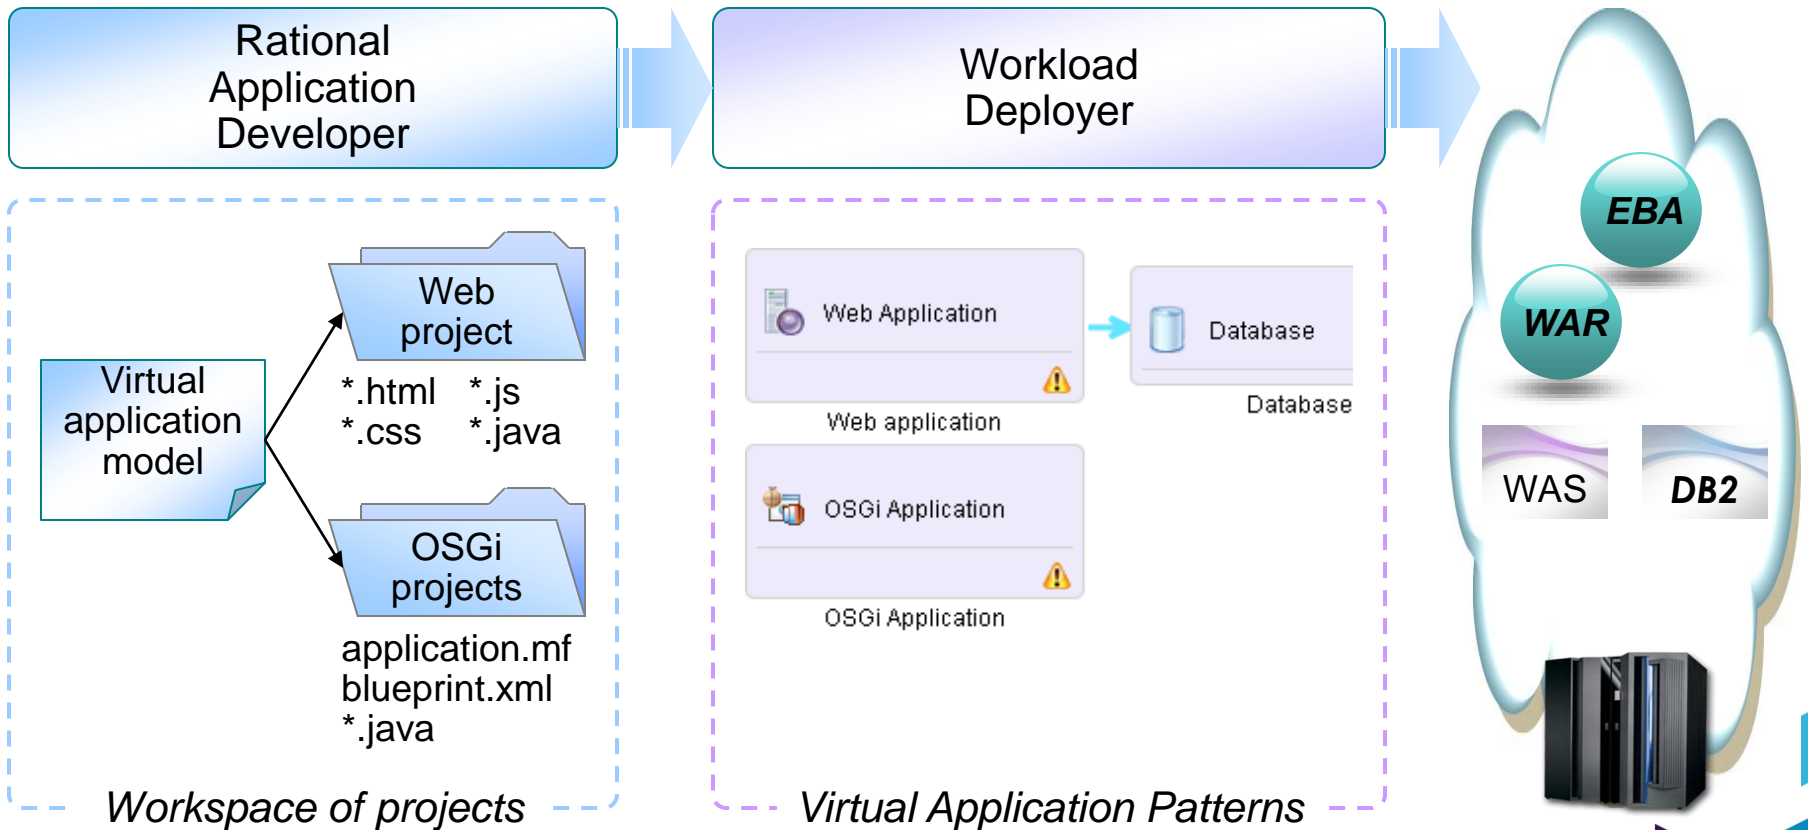 Rational
Application
Developer
Workload
Deployer
Virtual
application
model
Web
project
*.html *.js
*.css *.java
OSGi
projects
application.mf
blueprint.xml
*.java
Workspace of projects
Web Application
Web application
Database
Database
OSGi Application
OSGi Application
Virtual Application Patterns
EBA
WAR
WAS
DB2